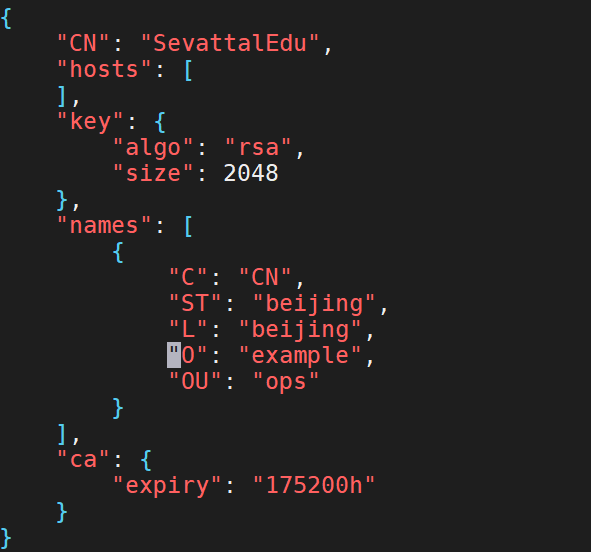 {
    "CN": "SevattalEdu",
    "hosts": [
    ],
    "key": {
        "algo": "rsa",
        "size": 2048
    },
    "names": [
        {
            "C": "CN",
            "ST": "beijing",
            "L": "beijing",
            "O": "example",
            "OU": "ops"
        }
    ],
    "ca": {
        "expiry": "175200h"
    }
}